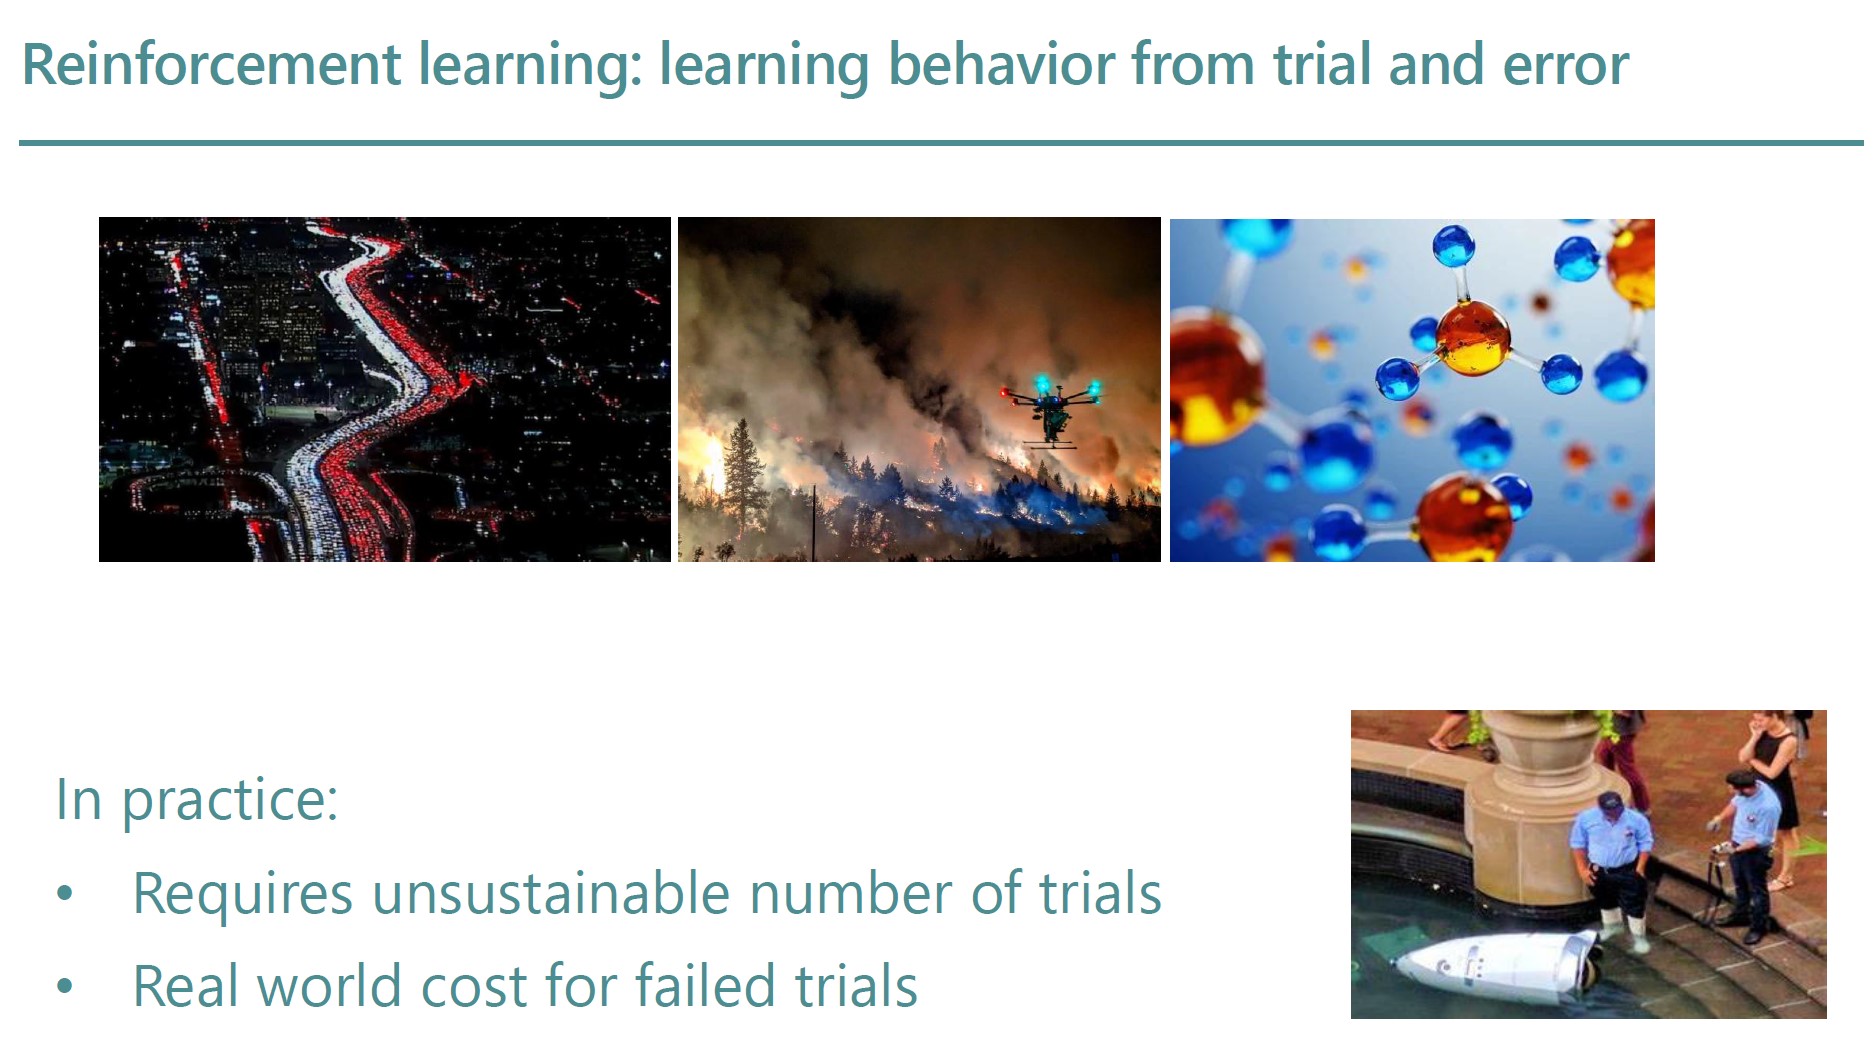 Reinforcement learning: learning behavior from trial and error
In practice:
• Requires unsustainable number of trials
• Real world cost for failed trials